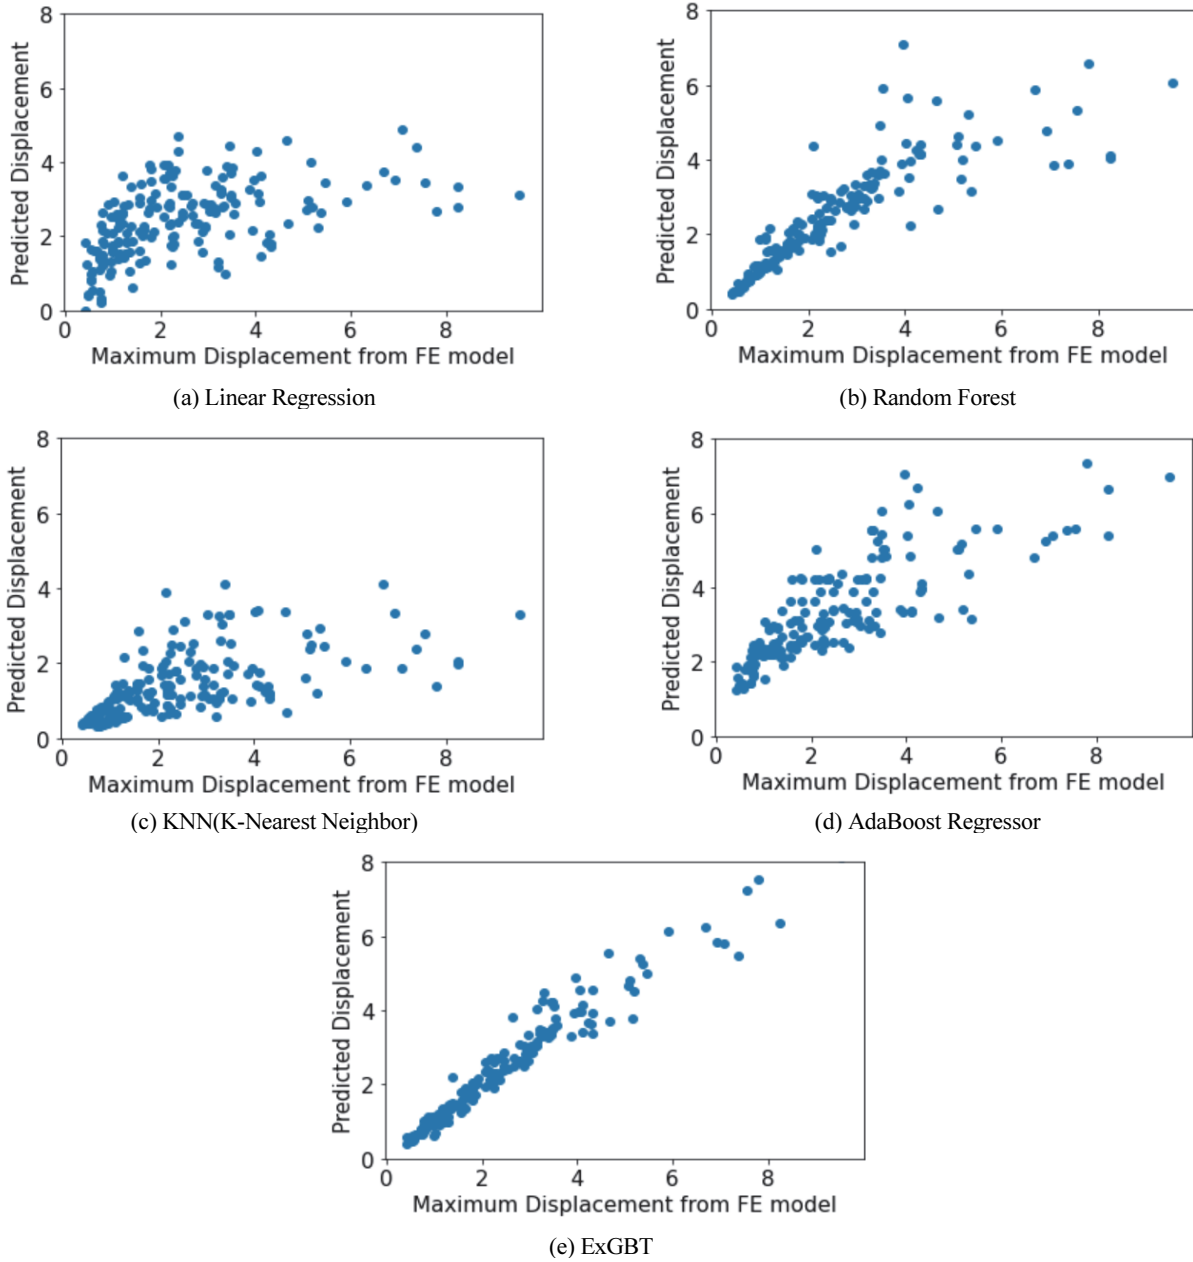 8
6
4
2
0
Predicted Displacement
0 2 4 6 8
Maximum Displacement from FE model
(a) Linear Regression
8
6
4
2
0
Predicted Displacement
0 2 4 6 8
Maximum Displacement from FE model
(b) Random Forest
8
6
4
2
0
Predicted Displacement
0 2 4 6 8
Maximum Displacement from FE model
(c) KNN(K-Nearest Neighbor)
8
6
4
2
0
Predicted Displacement
0 2 4 6 8
Maximum Displacement from FE model
(d) AdaBoost Regressor
8
6
4
2
0
Predicted Displacement
0 2 4 6 8
Maximum Displacement from FE model
(e) ExGBT